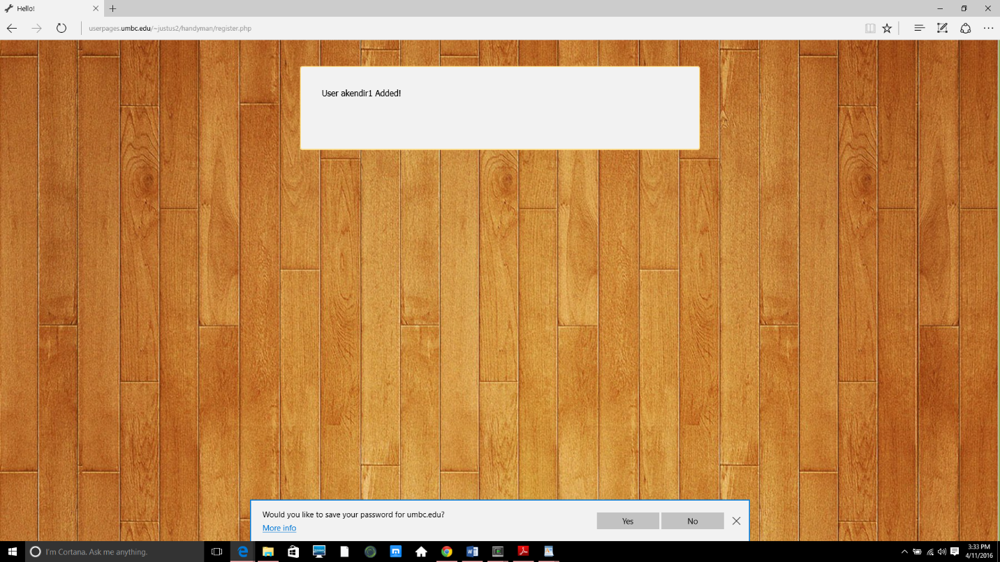 Hello!
userpages.umbc.edu/~justus2/handyman/register.php
User akendir1 Added!
Would you like to save your password for umbc.edu?
More info
Yes
No
I'm Cortana. Ask me anything.
3:33 PM
4/11/2016